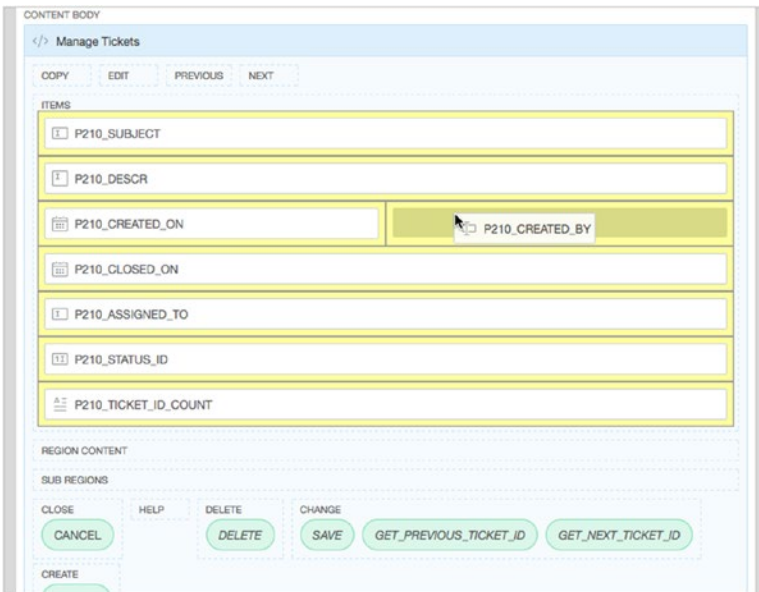 CONTENT BODY
</> Manage Tickets
COPY EDIT PREVIOUS NEXT
ITEMS
P210_SUBJECT
P210_DESCR
P210_CREATED_ON P210_CREATED_BY
P210_CLOSED_ON
P210_ASSIGNED_TO
P210_STATUS_ID
P210_TICKET_ID_COUNT
REGION CONTENT
SUB REGIONS
CLOSE HELP DELETE CHANGE
CANCEL DELETE SAVE GET_PREVIOUS_TICKET_ID GET_NEXT_TICKET_ID
CREATE